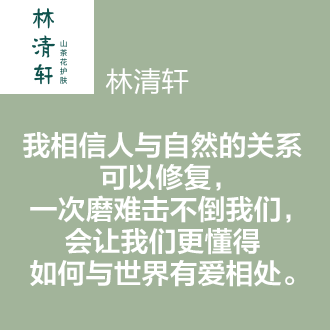 林清轩
山茶花护肤
林清轩
我相信人与自然的关系
可以修复，
一次磨难击不倒我们，
会让我们更懂得
如何与世界有爱相处。